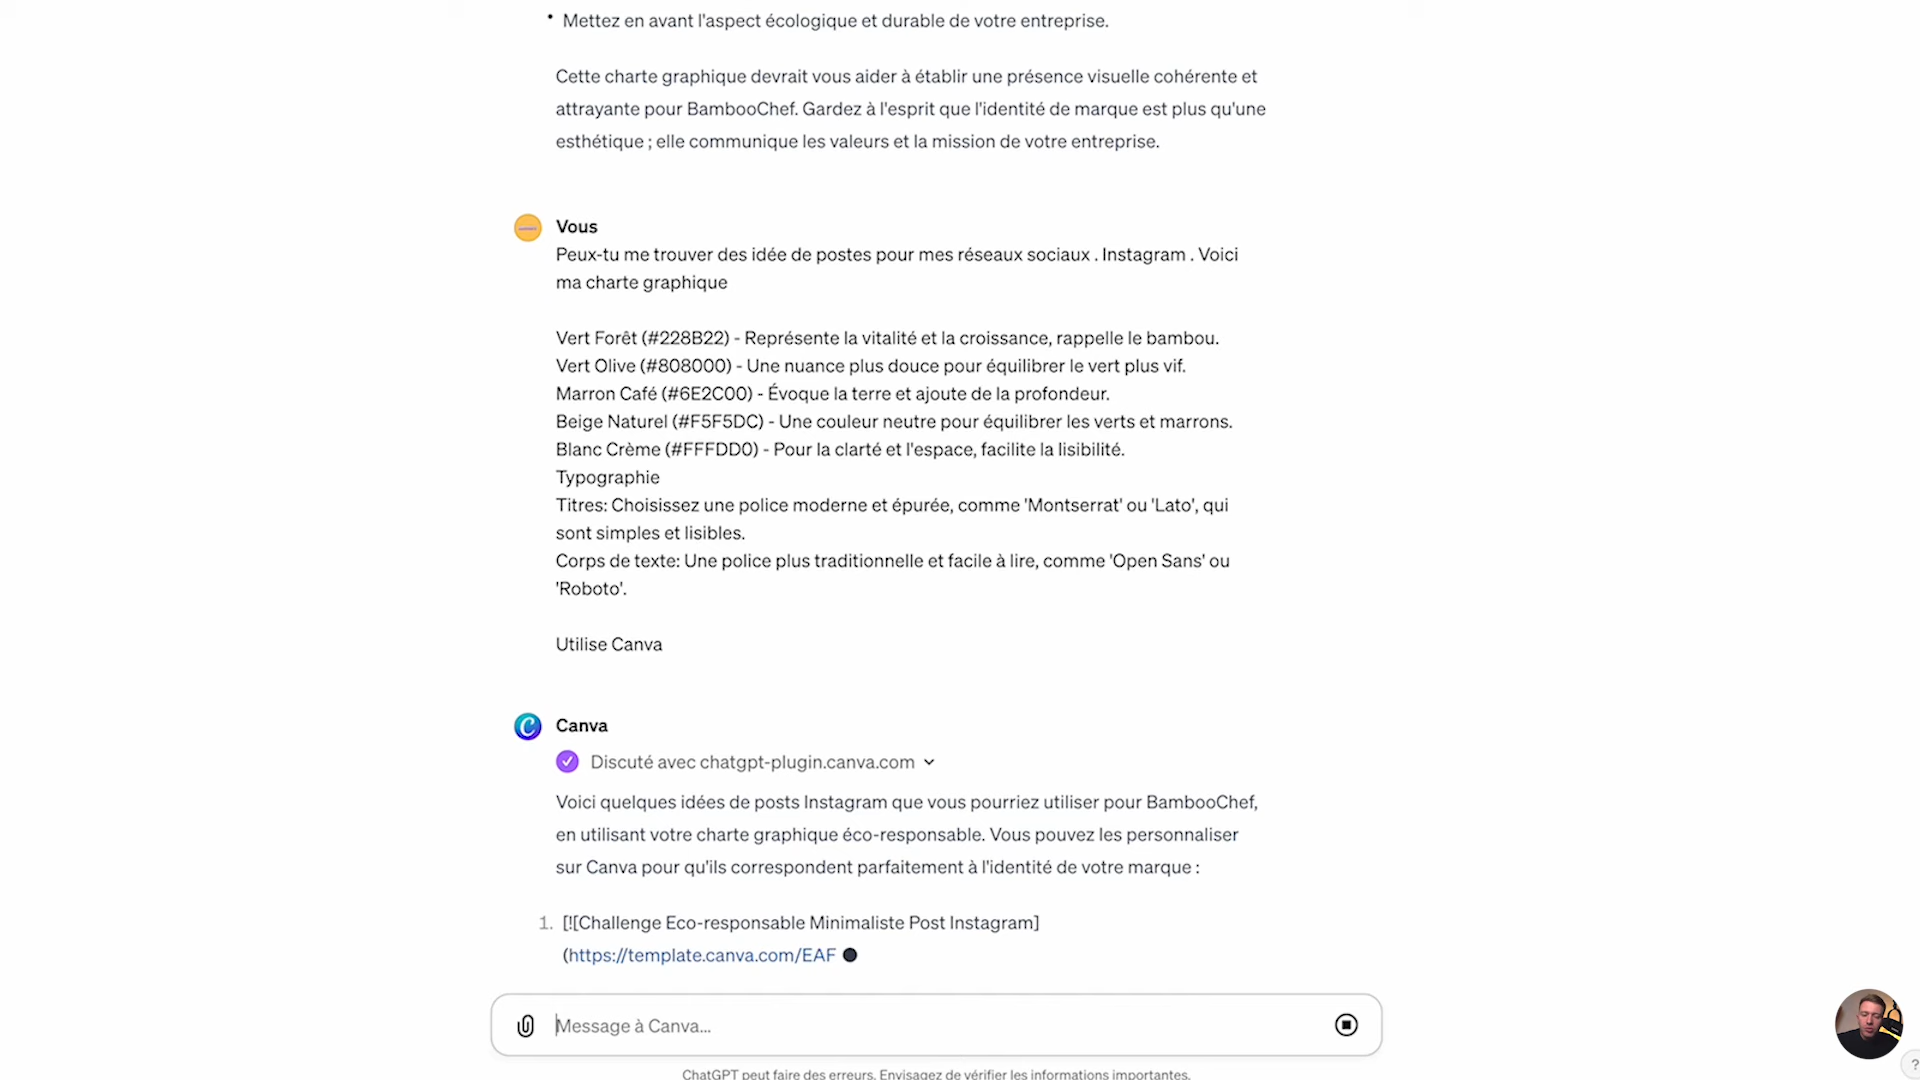 • Mettez en avant l'aspect écologique et durable de votre entreprise.
Cette charte graphique devrait vous aider à établir une présence visuelle cohérente et
attrayante pour BambooChef. Gardez à l'esprit que l'identité de marque est plus qu'une
esthétique ; elle communique les valeurs et la mission de votre entreprise.
Vous
Peux-tu me trouver des idée de postes pour mes réseaux sociaux . Instagram . Voici
ma charte graphique
Vert Forêt (#228B22) - Représente la vitalité et la croissance, rappelle le bambou.
Vert Olive (#808000) - Une nuance plus douce pour équilibrer le vert plus vif.
Marron Café (#6E2C00) - Évoque la terre et ajoute de la profondeur.
Beige Naturel (#F5F5DC) - Une couleur neutre pour équilibrer les verts et marrons.
Blanc Crème (#FFFDD0) - Pour la clarté et l'espace, facilite la lisibilité.
Typographie
Titres: Choisissez une police moderne et épurée, comme 'Montserrat' ou 'Lato', qui
sont simples et lisibles.
Corps de texte: Une police plus traditionnelle et facile à lire, comme 'Open Sans' ou
'Roboto'.
Utilise Canva
Canva
Discuté avec chatgpt-plugin.canva.com
Voici quelques idées de posts Instagram que vous pourriez utiliser pour BambooChef,
en utilisant votre charte graphique éco-responsable. Vous pouvez les personnaliser
sur Canva pour qu'ils correspondent parfaitement à l'identité de votre marque :
1. [![Challenge Eco-responsable Minimaliste Post Instagram]
(https://template.canva.com/EAF
Message à Canva...
ChatGPT peut faire des erreurs. Envisagez de vérifier les informations importantes.
?